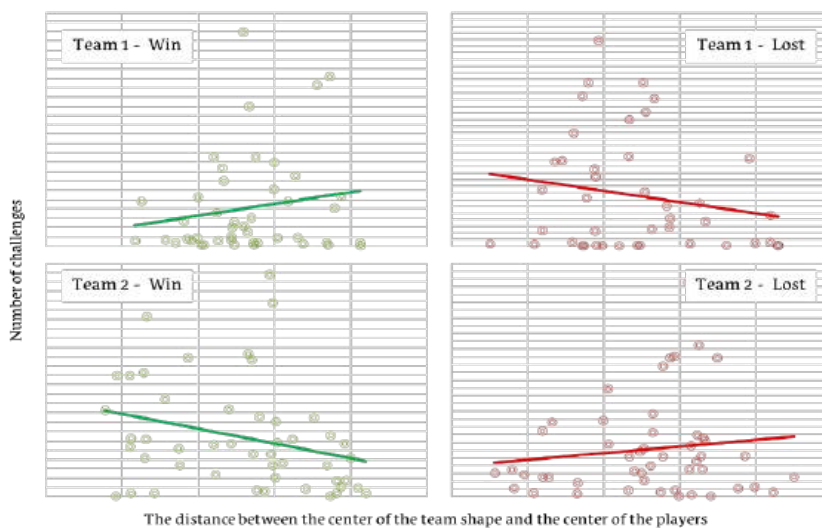 Team 1 - Win
Team 1 - Lost
Number of challenges
Team 2 - Win
Team 2 - Lost
The distance between the center of the team shape and the center of the players